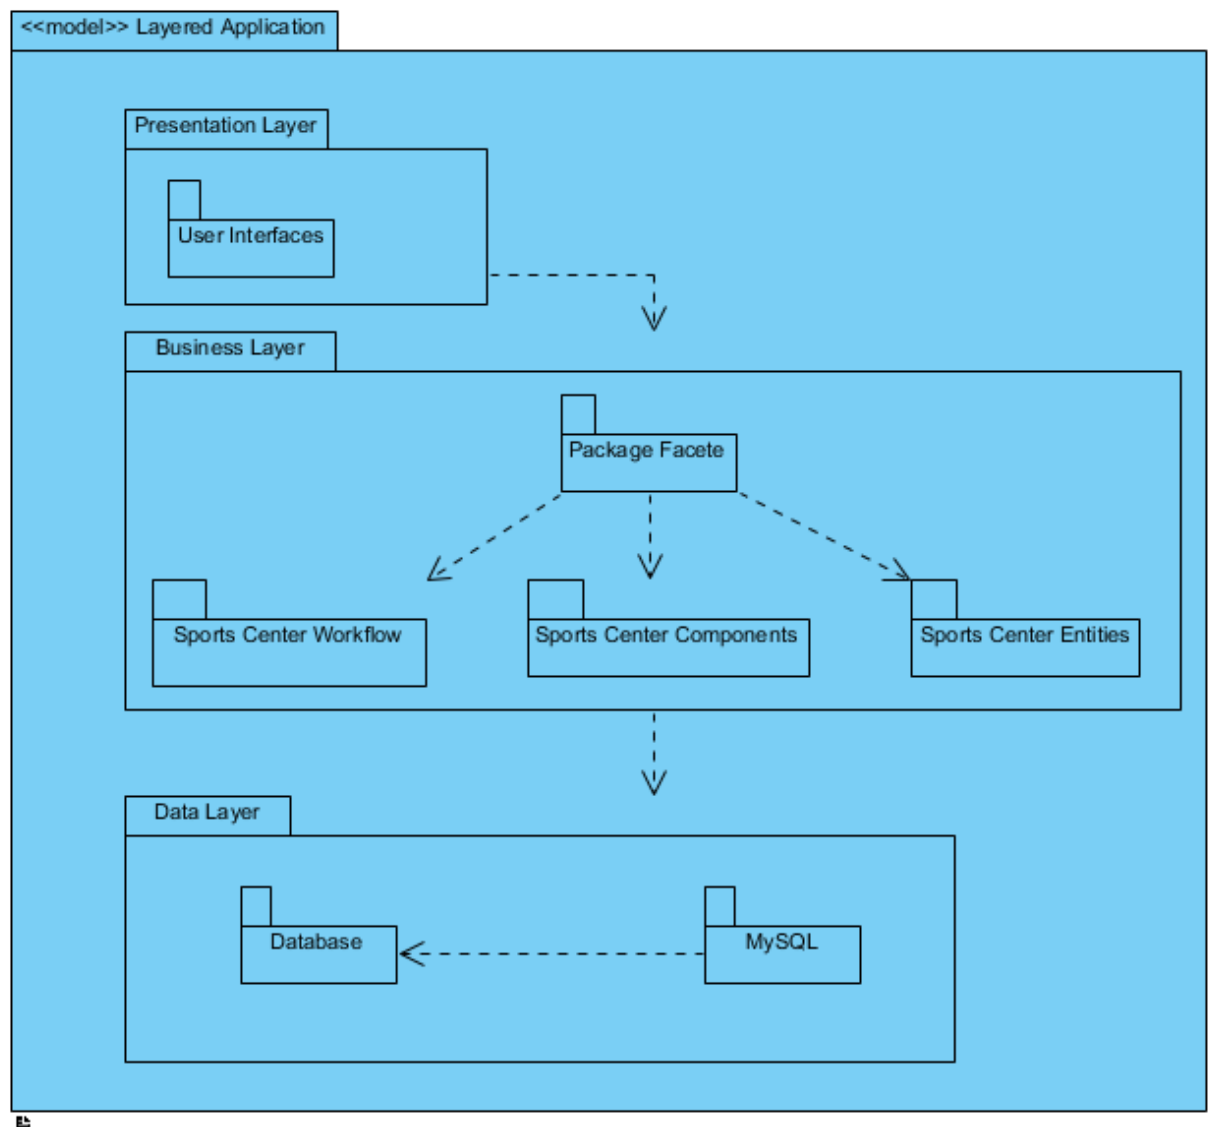 <<model>> Layered Application
Presentation Layer
User Interfaces
Business Layer
Package Facete
Sports Center Workflow
Sports Center Components
Sports Center Entities
Data Layer
Database
MySQL